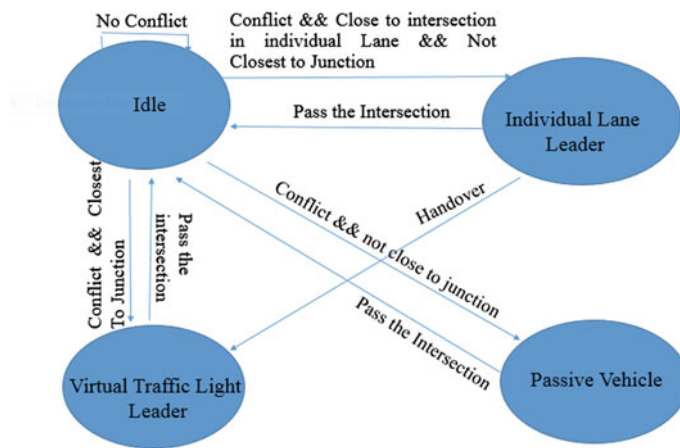 No Conflict
Conflict && Close to intersection
in individual Lane && Not
Closest to Junction
Idle
Pass the Intersection
Individual Lane
Leader
Conflict && Closest
To Junction
Pass the
intersection
Conflict && not close to junction
Handover
Pass the Intersection
Virtual Traffic Light
Leader
Passive Vehicle